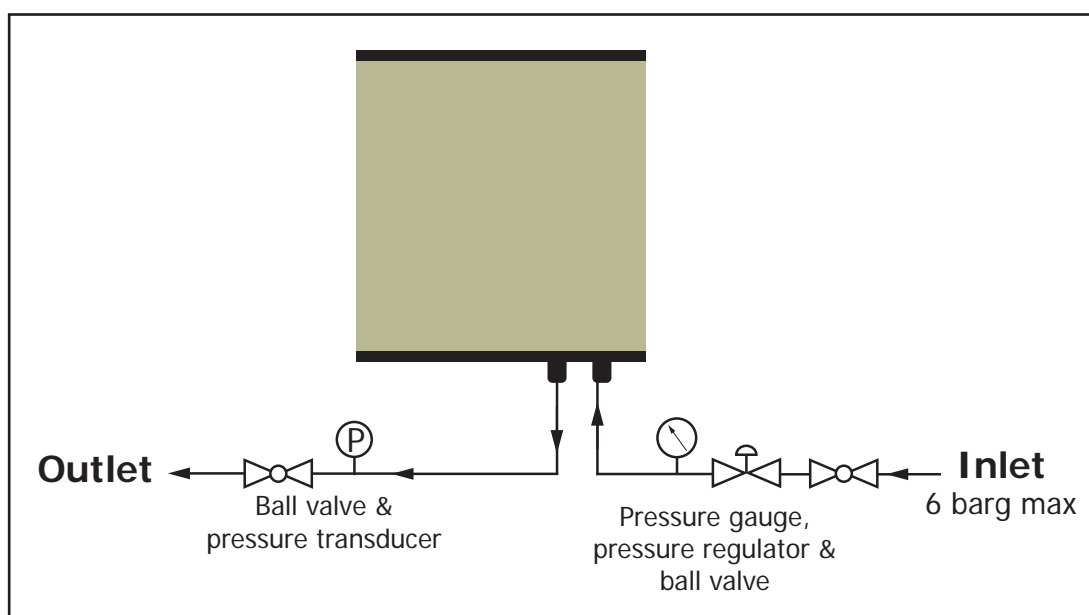 P
Outlet
Ball valve &
pressure transducer
Inlet
6 barg max
Pressure gauge,
pressure regulator &
ball valve